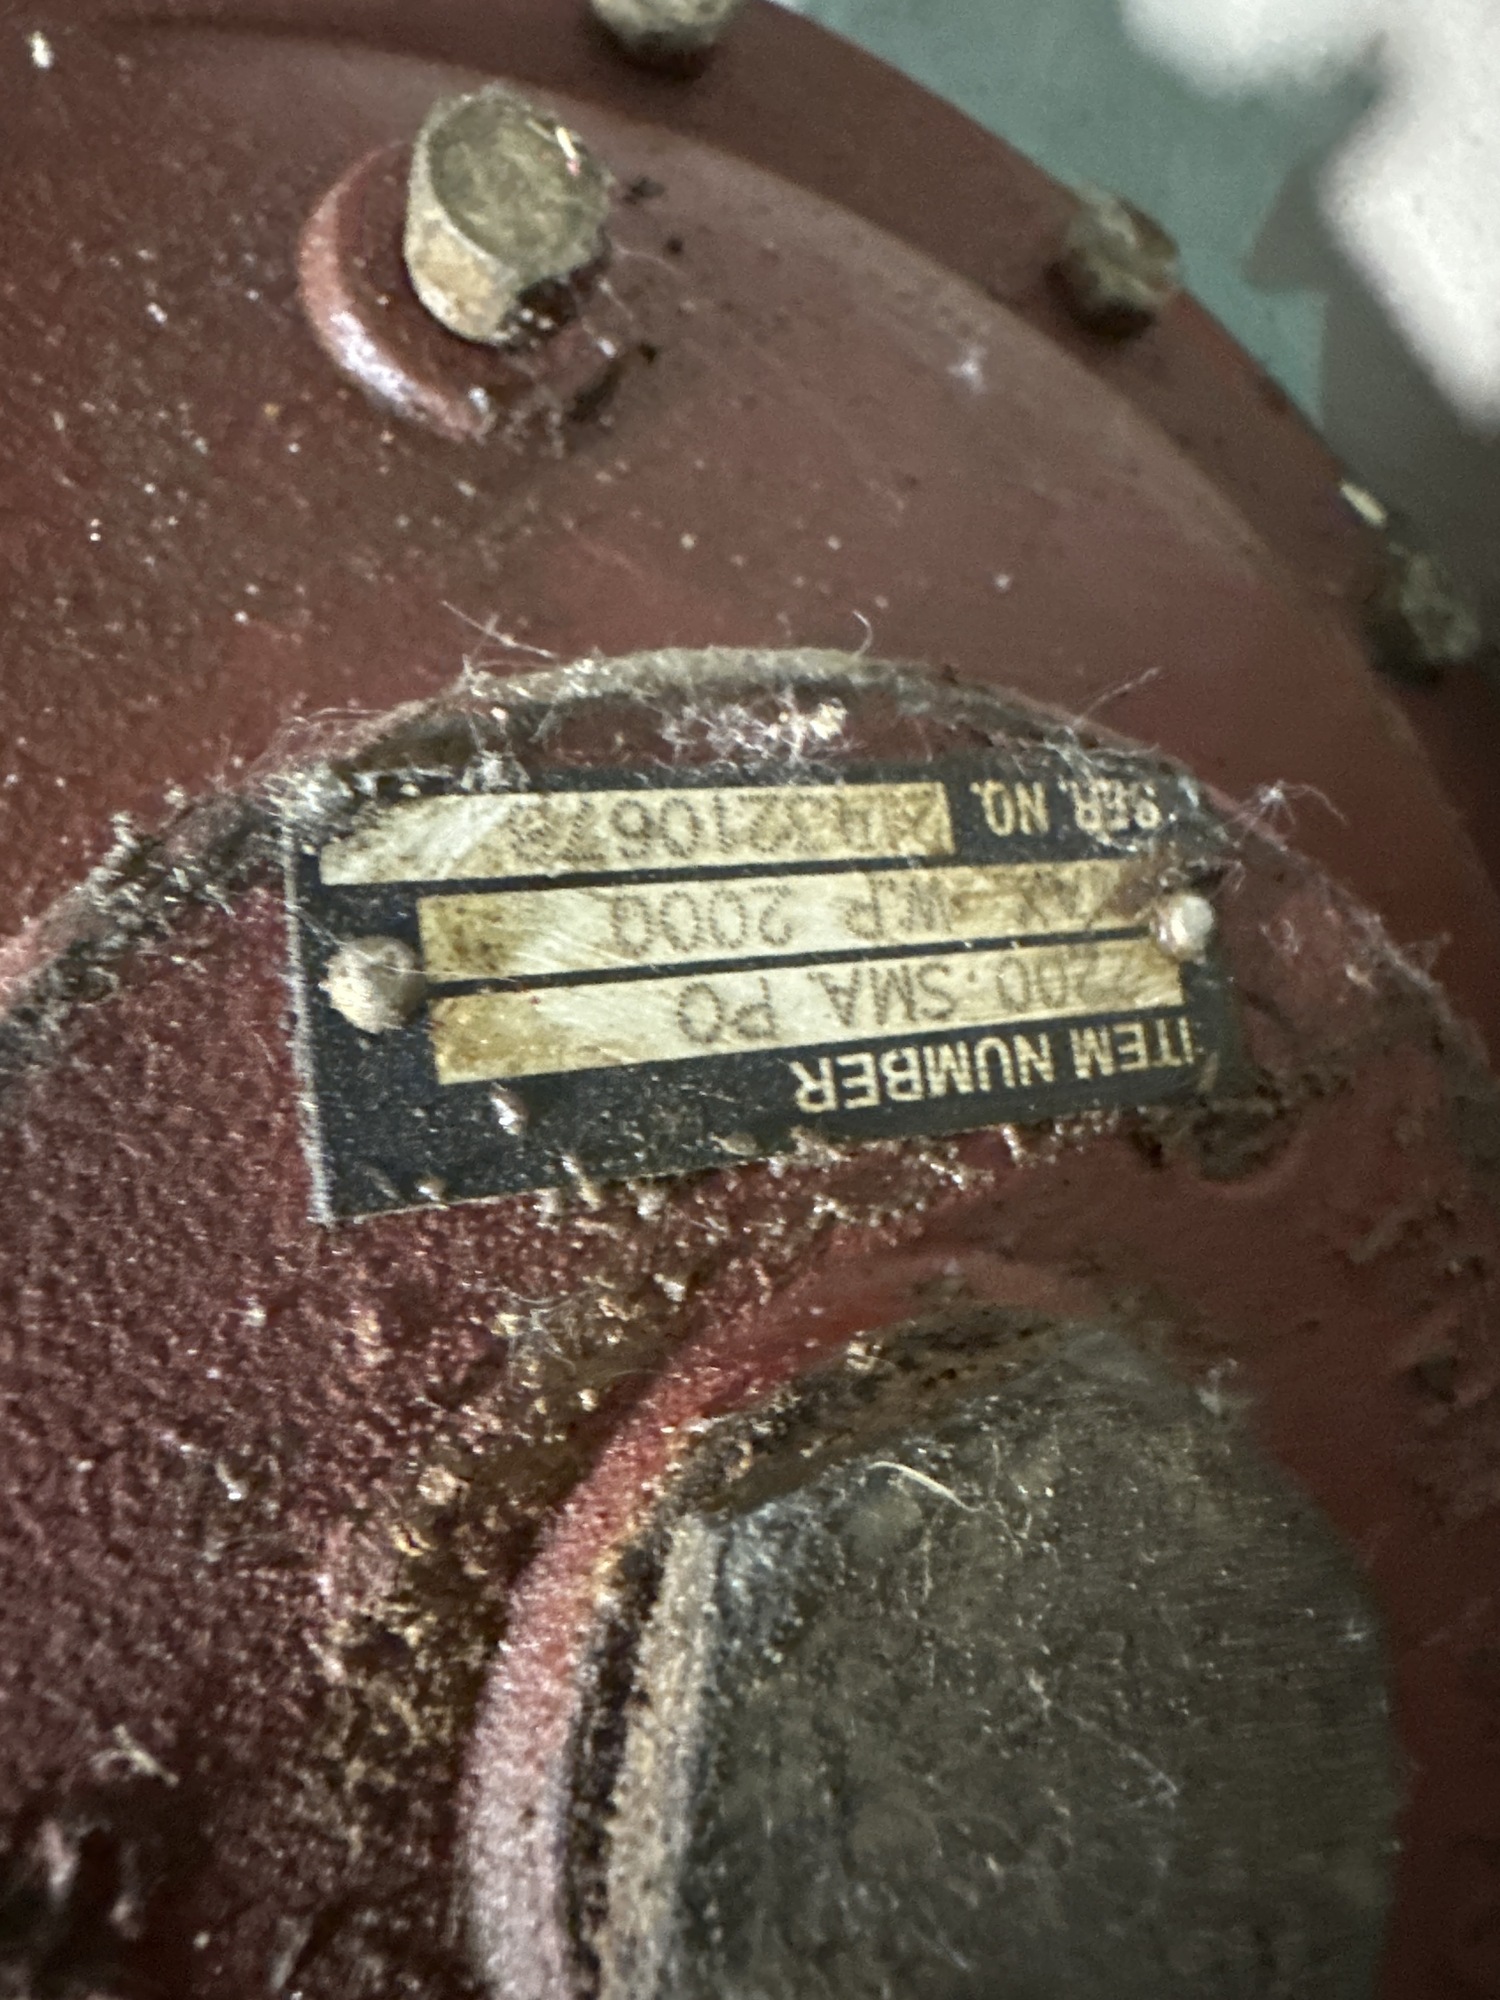 ITEM NUMBER
200.SMA PO
W.P. 2000
SER. NO.